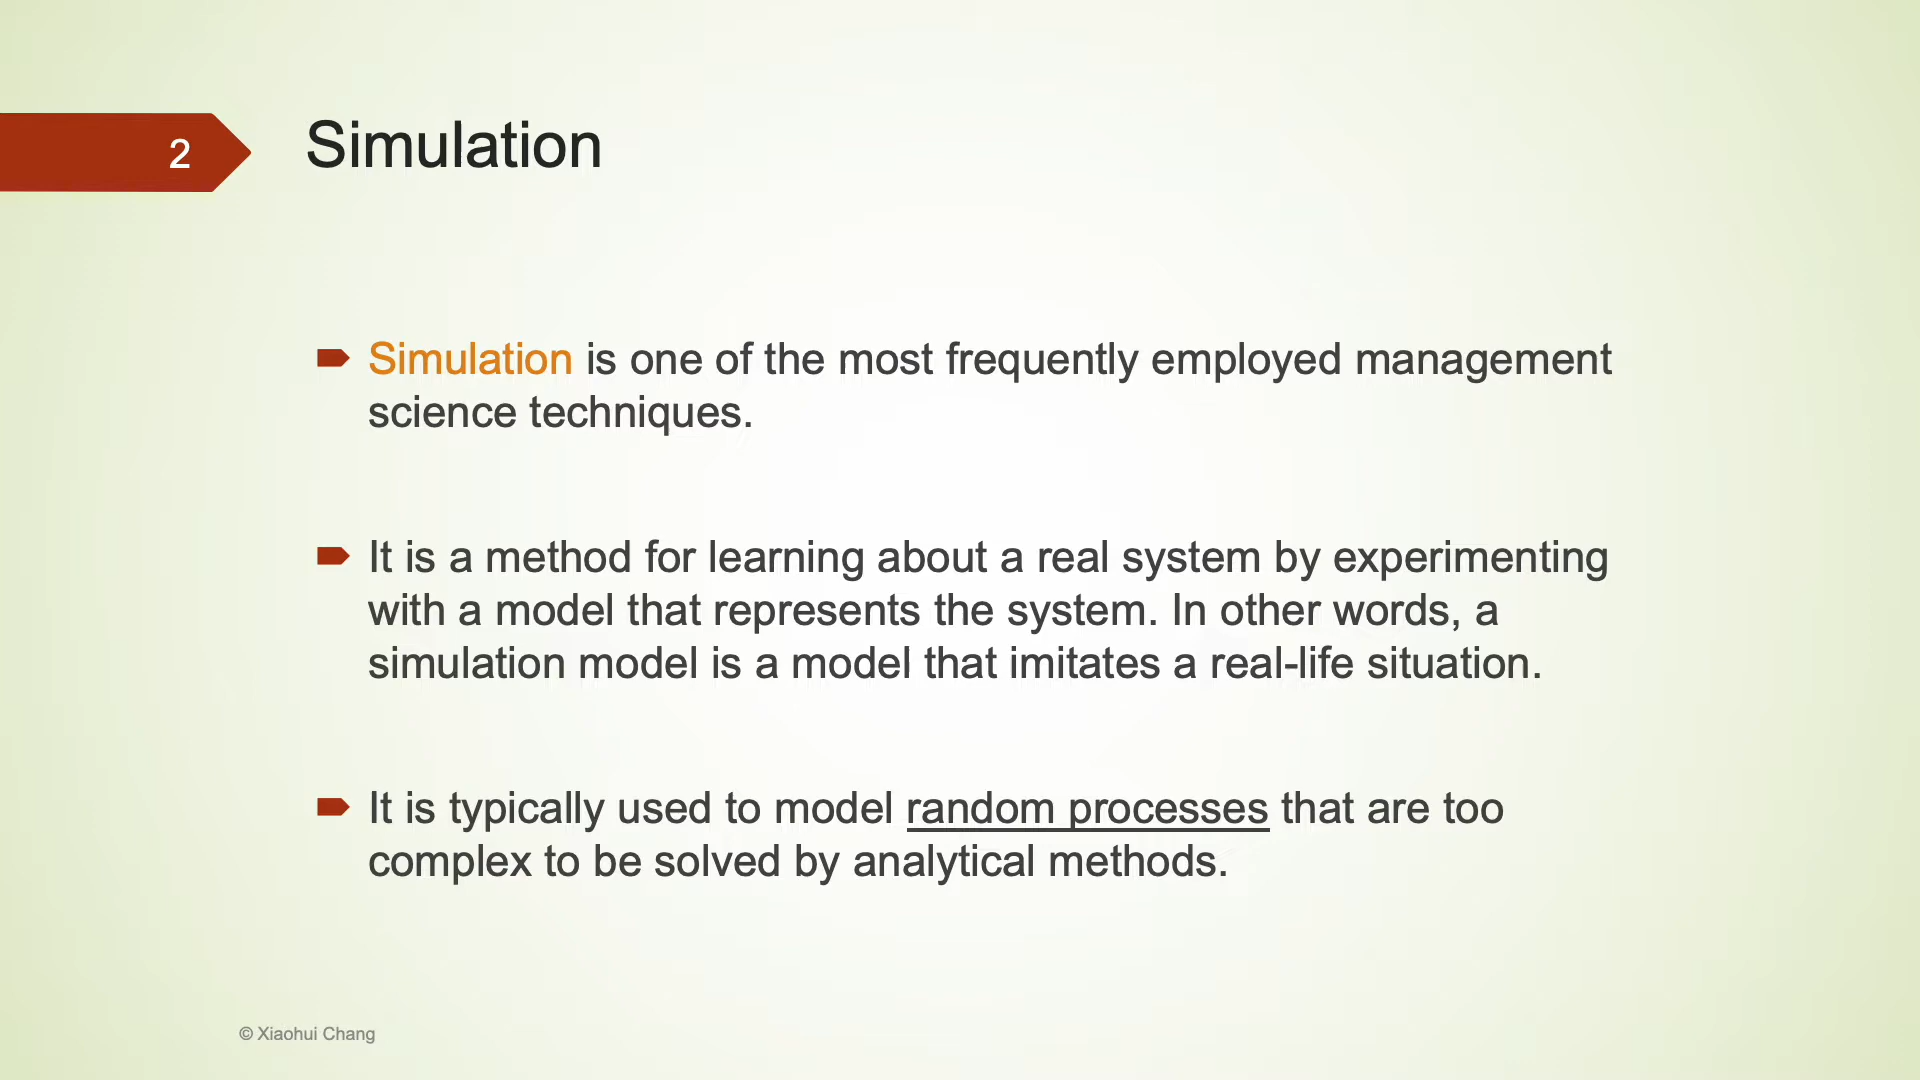 2
Simulation
Simulation is one of the most frequently employed management
science techniques.
It is a method for learning about a real system by experimenting
with a model that represents the system. In other words, a
simulation model is a model that imitates a real-life situation.
It is typically used to model random processes that are too
complex to be solved by analytical methods.
© Xiaohui Chang